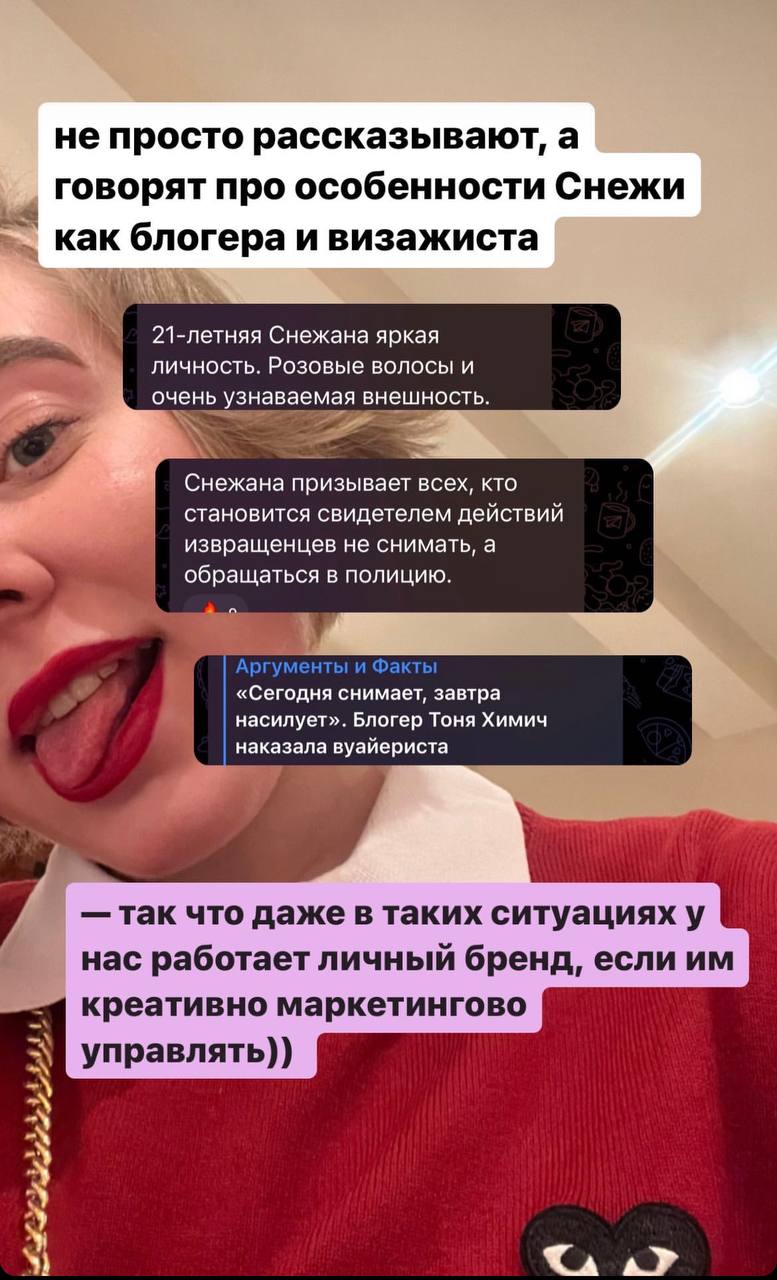 не просто рассказывают, а
говорят про особенности Снежи
как блогера и визажиста
21-летняя Снежана яркая
личность. Розовые волосы и
очень узнаваемая внешность.
Снежана призывает всех, кто
становится свидетелем действий
извращенцев не снимать, а
обращаться в полицию.
Аргументы и Факты
«Сегодня снимает, завтра
насилует». Блогер Тоня Химич
наказала вуайериста
— так что даже в таких ситуациях у
нас работает личный бренд, если им
креативно маркетингово
управлять))